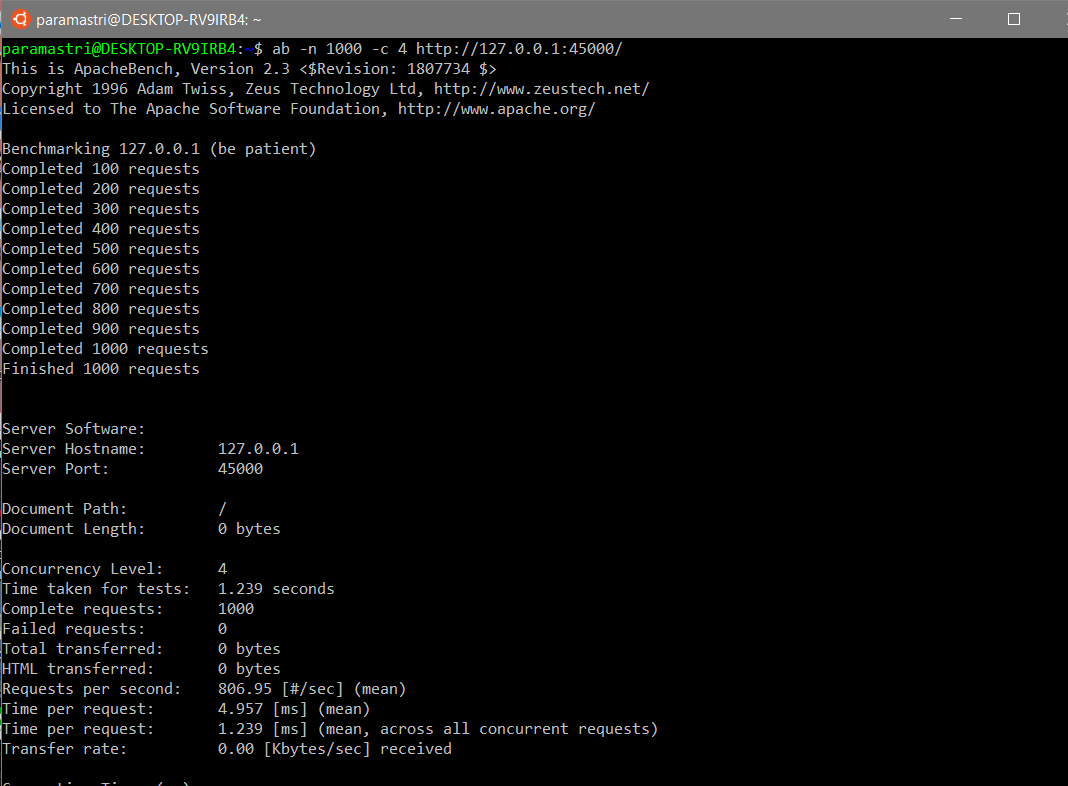 paramastri@DESKTOP-RV9IRB4: ~
paramastri@DESKTOP-RV9IRB4:~$ ab -n 1000 -c 4 http://127.0.0.1:45000/
This is ApacheBench, Version 2.3 <$Revision: 1807734 $>
Copyright 1996 Adam Twiss, Zeus Technology Ltd, http://www.zeustech.net/
Licensed to The Apache Software Foundation, http://www.apache.org/
Benchmarking 127.0.0.1 (be patient)
Completed 100 requests
Completed 200 requests
Completed 300 requests
Completed 400 requests
Completed 500 requests
Completed 600 requests
Completed 700 requests
Completed 800 requests
Completed 900 requests
Completed 1000 requests
Finished 1000 requests
Server Software:
Server Hostname: 127.0.0.1
Server Port: 45000
Document Path: /
Document Length: 0 bytes
Concurrency Level: 4
Time taken for tests: 1.239 seconds
Complete requests: 1000
Failed requests: 0
Total transferred: 0 bytes
HTML transferred: 0 bytes
Requests per second: 806.95 [#/sec] (mean)
Time per request: 4.957 [ms] (mean)
Time per request: 1.239 [ms] (mean, across all concurrent requests)
Transfer rate: 0.00 [Kbytes/sec] received